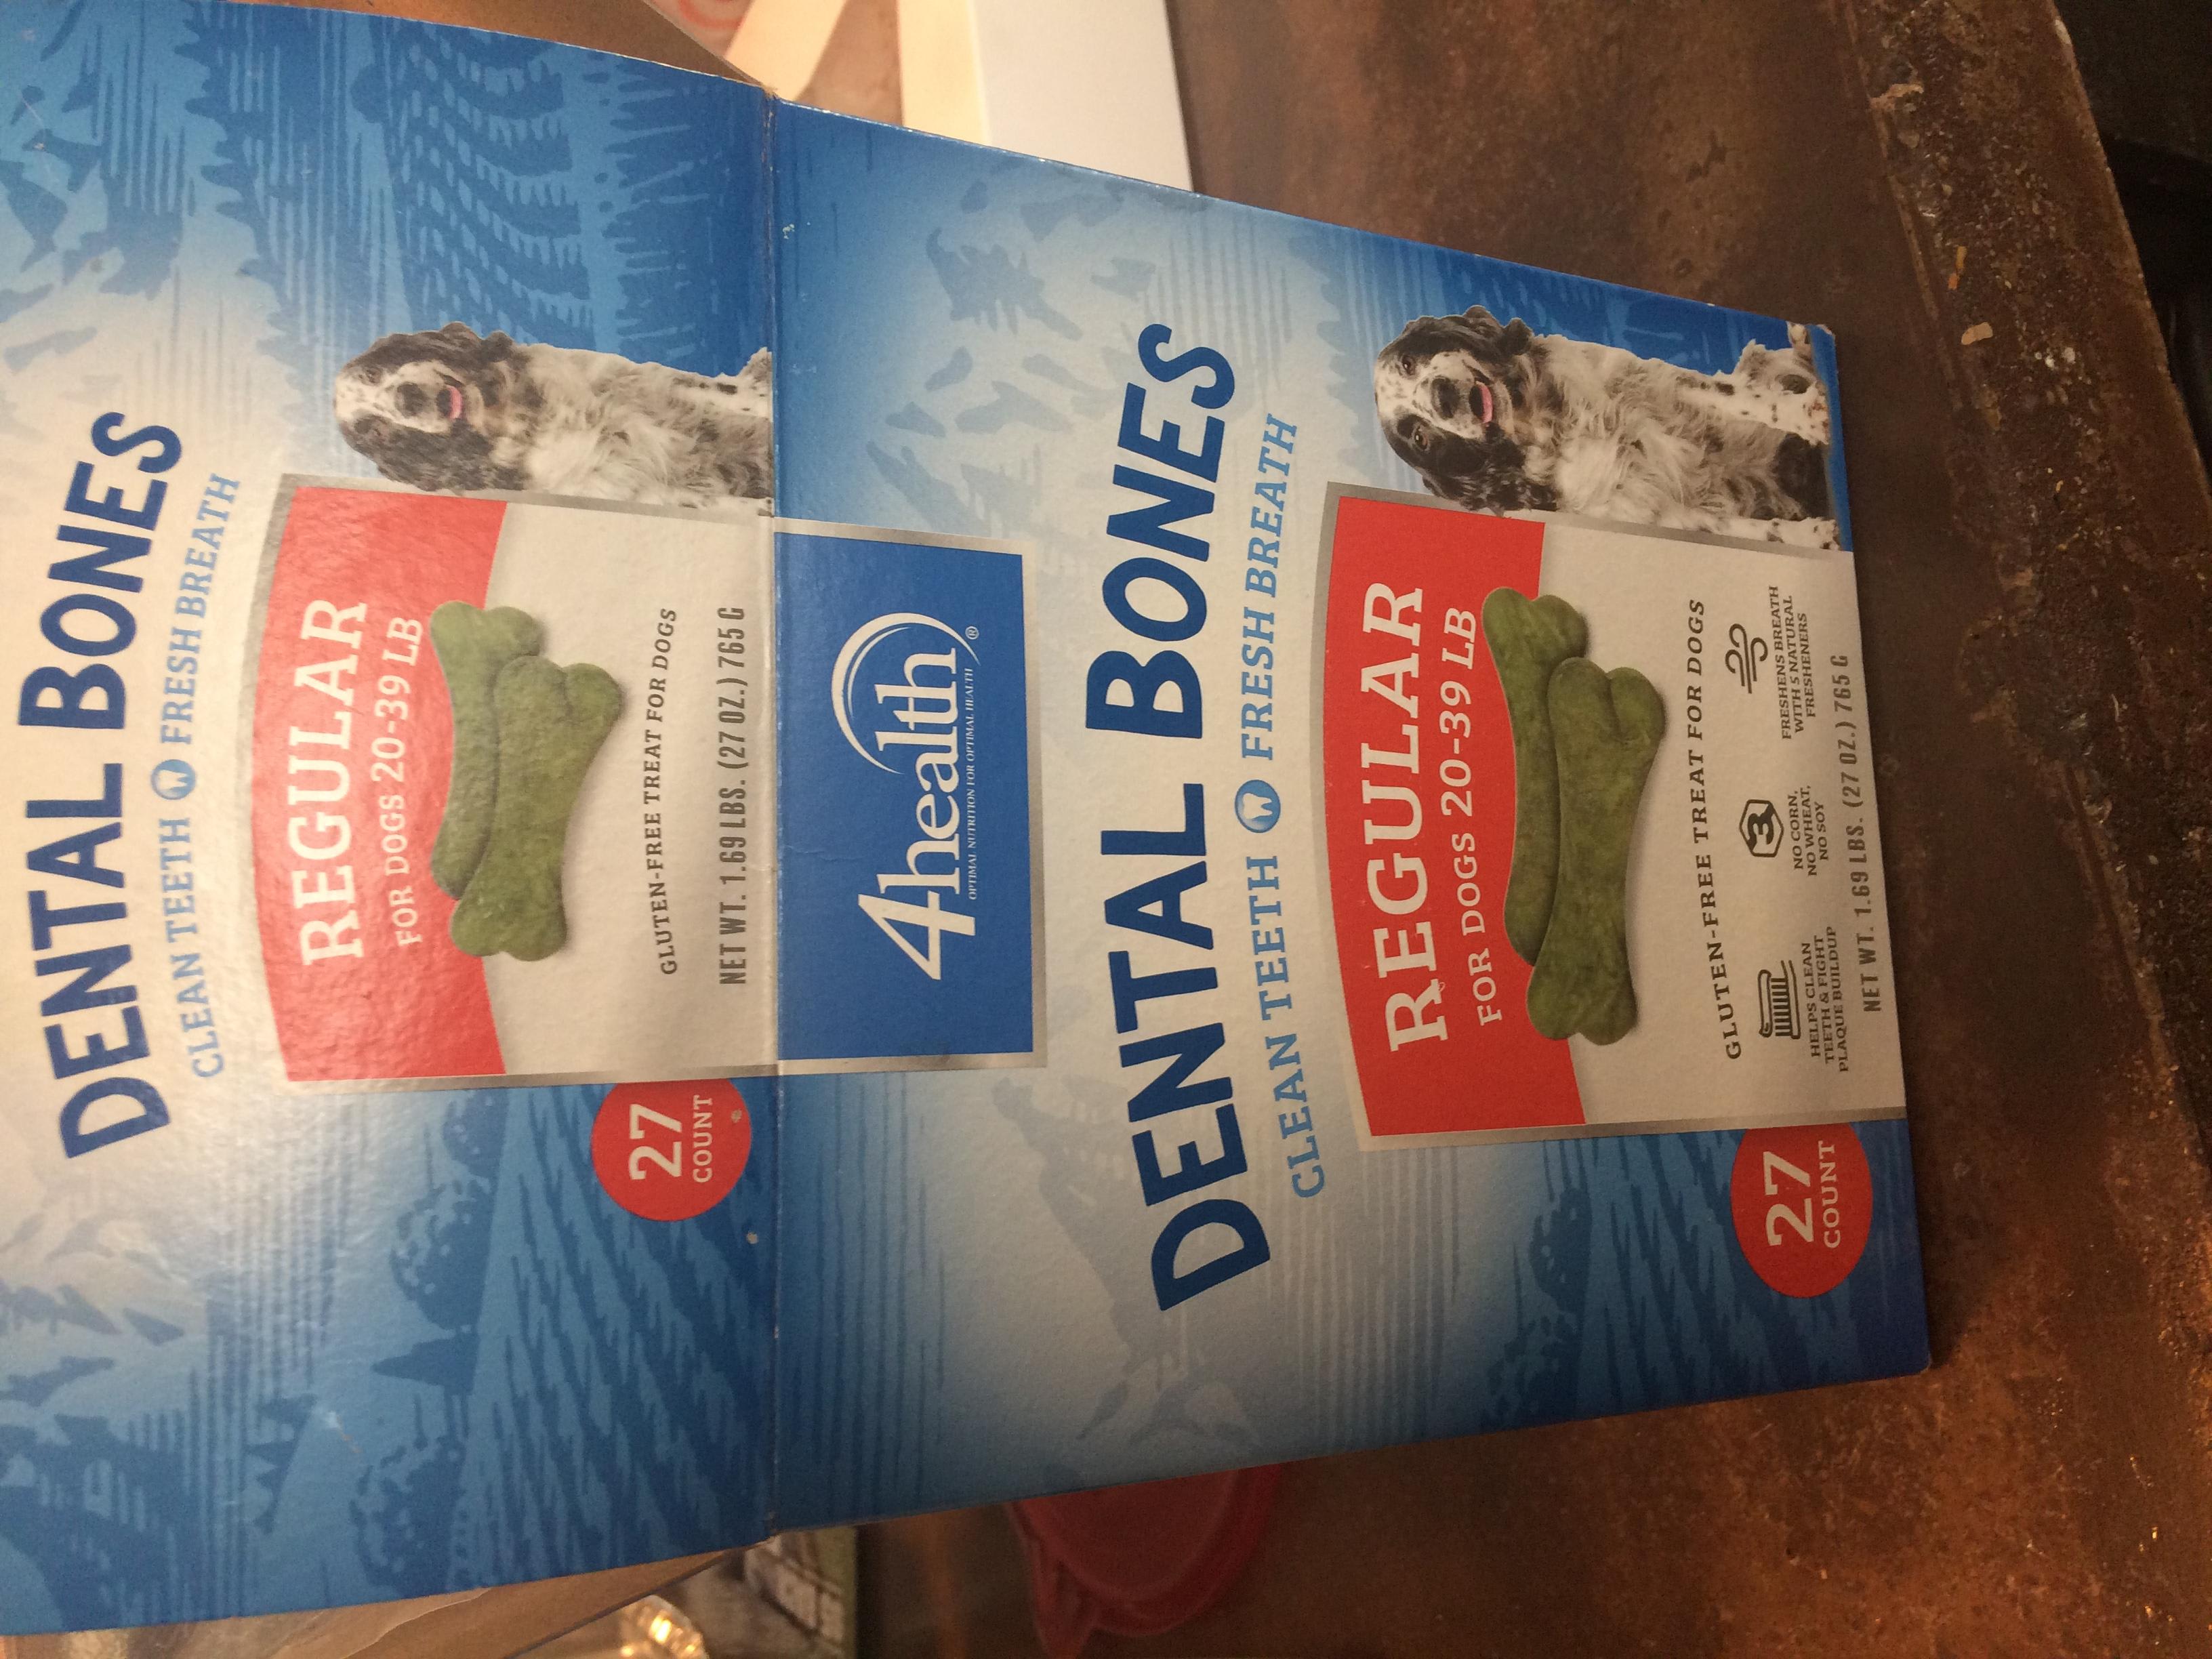 DENTAL BONES
CLEAN TEETH FRESH BREATH
REGULAR
FOR DOGS 20-39 LB
GLUTEN-FREE TREAT FOR DOGS
NET WT. 1.69 LBS. (27 OZ.) 765 G
27
COUNT
4health®
OPTIMAL NUTRITION FOR OPTIMAL HEALTH
DENTAL BONES
CLEAN TEETH FRESH BREATH
REGULAR
FOR DOGS 20-39 LB
GLUTEN-FREE TREAT FOR DOGS
HELPS CLEAN
TEETH & FIGHT
PLAQUE BUILDUP
3
NO CORN,
NO WHEAT,
NO SOY
FRESHENS BREATH
WITH 5 NATURAL
FRESHENERS
NET WT. 1.69 LBS. (27 OZ.) 765 G
27
COUNT